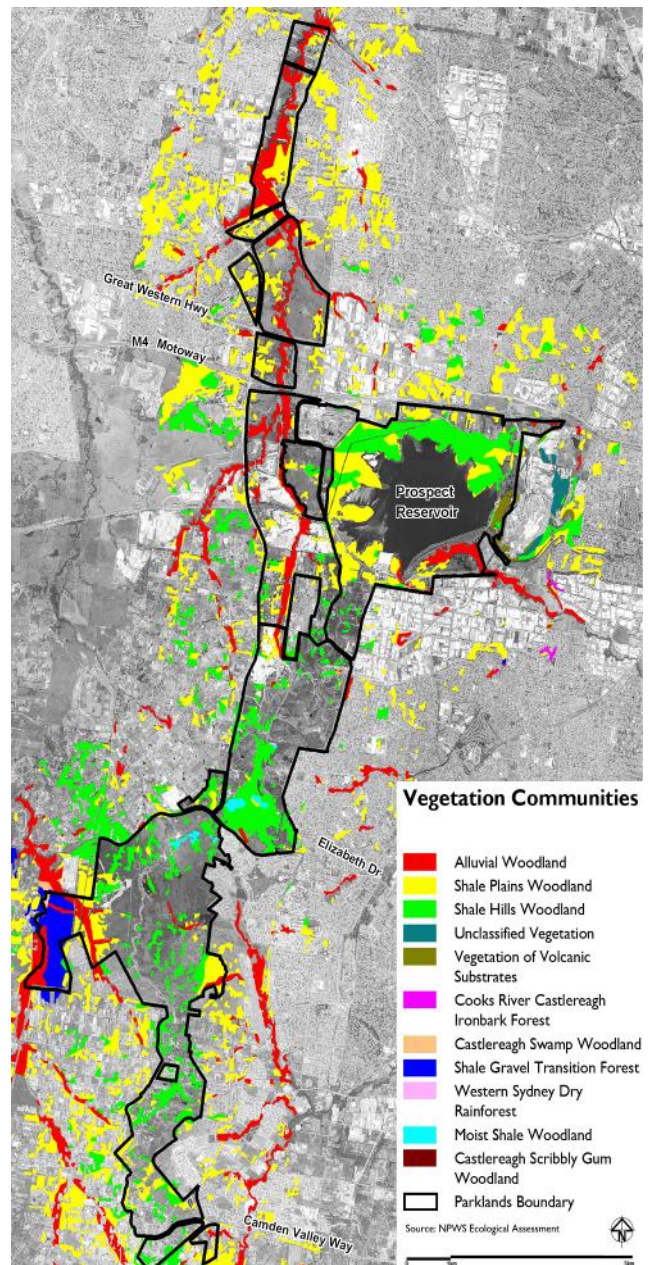 Great Western Hwy
M4 Motoway
Prospect
Reservoir
Elizabeth Dr
Camden Valley Way
Vegetation Communities
Alluvial Woodland
Shale Plains Woodland
Shale Hills Woodland
Unclassified Vegetation
Vegetation of Volcanic
Substrates
Cooks River Castlereagh
Ironbark Forest
Castlereagh Swamp Woodland
Shale Gravel Transition Forest
Western Sydney Dry
Rainforest
Moist Shale Woodland
Castlereagh Scribbly Gum
Woodland
Parklands Boundary
Source: NPWS Ecological Assessment
N